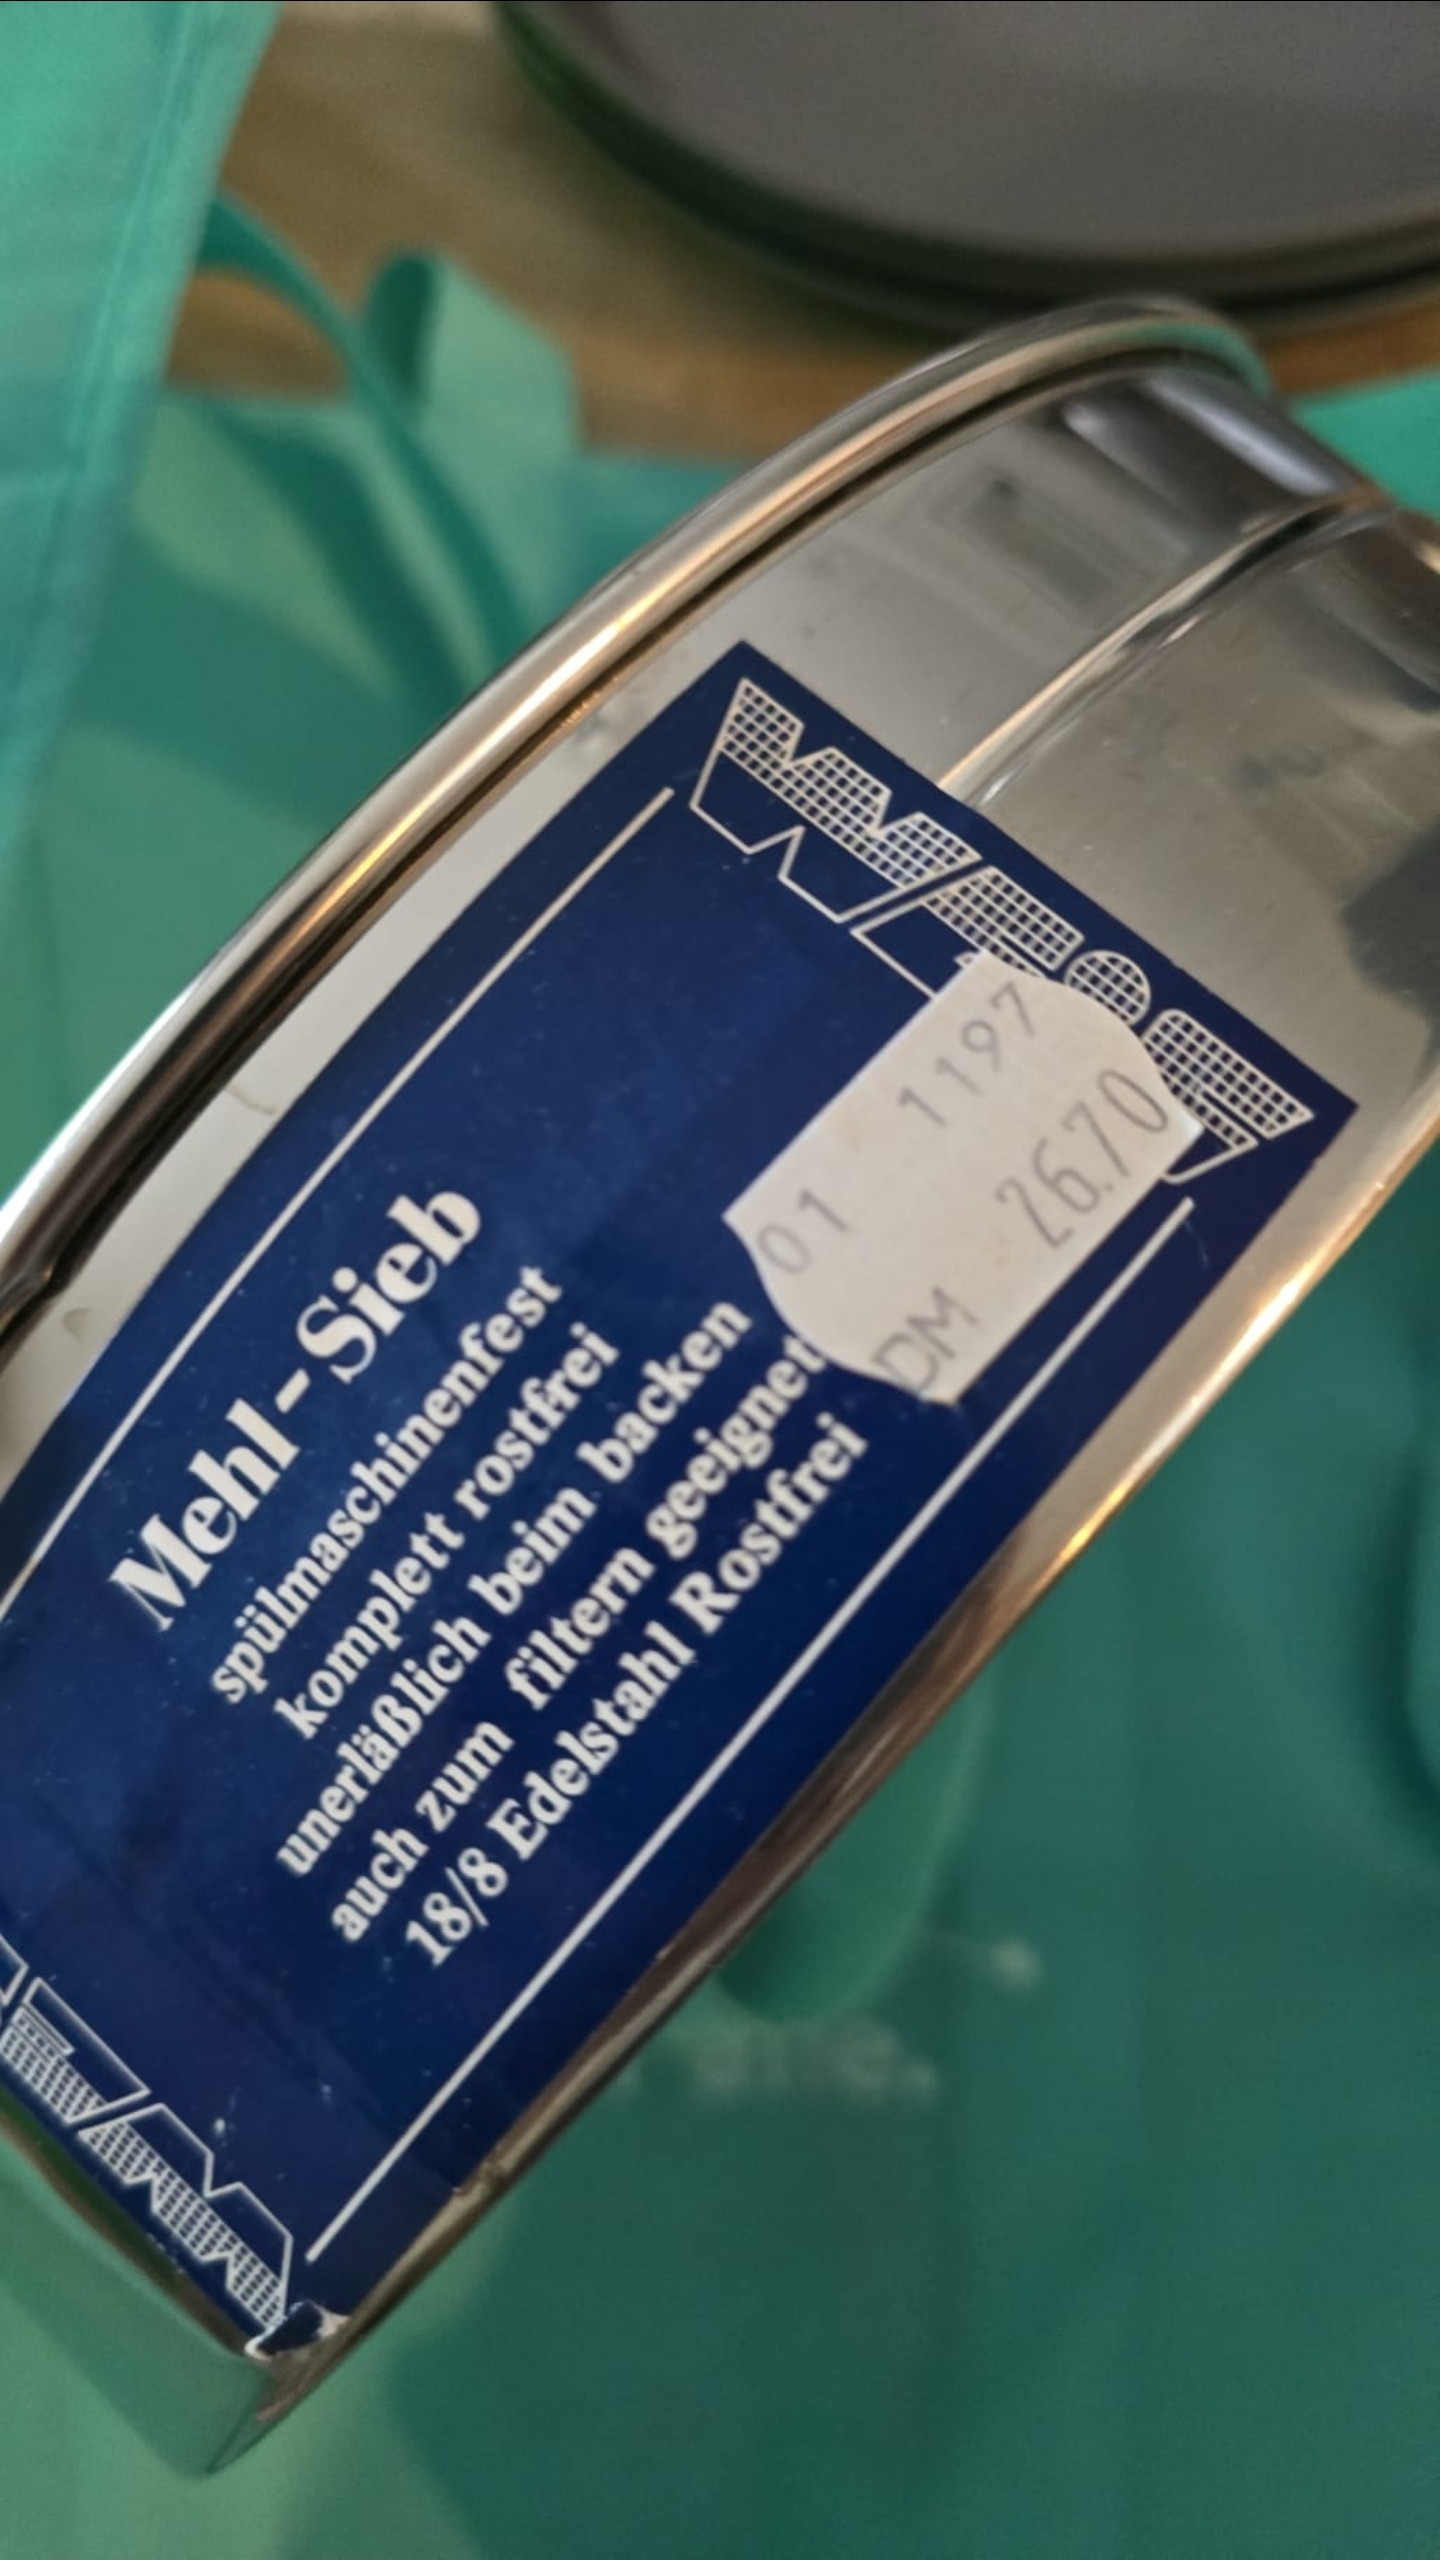 01 1197
DM 26.70
Mehl-Sieb
spülmaschinenfest
komplett rostfrei
unerläßlich beim backen
auch zum filtern geeignet
18/8 Edelstahl Rostfrei